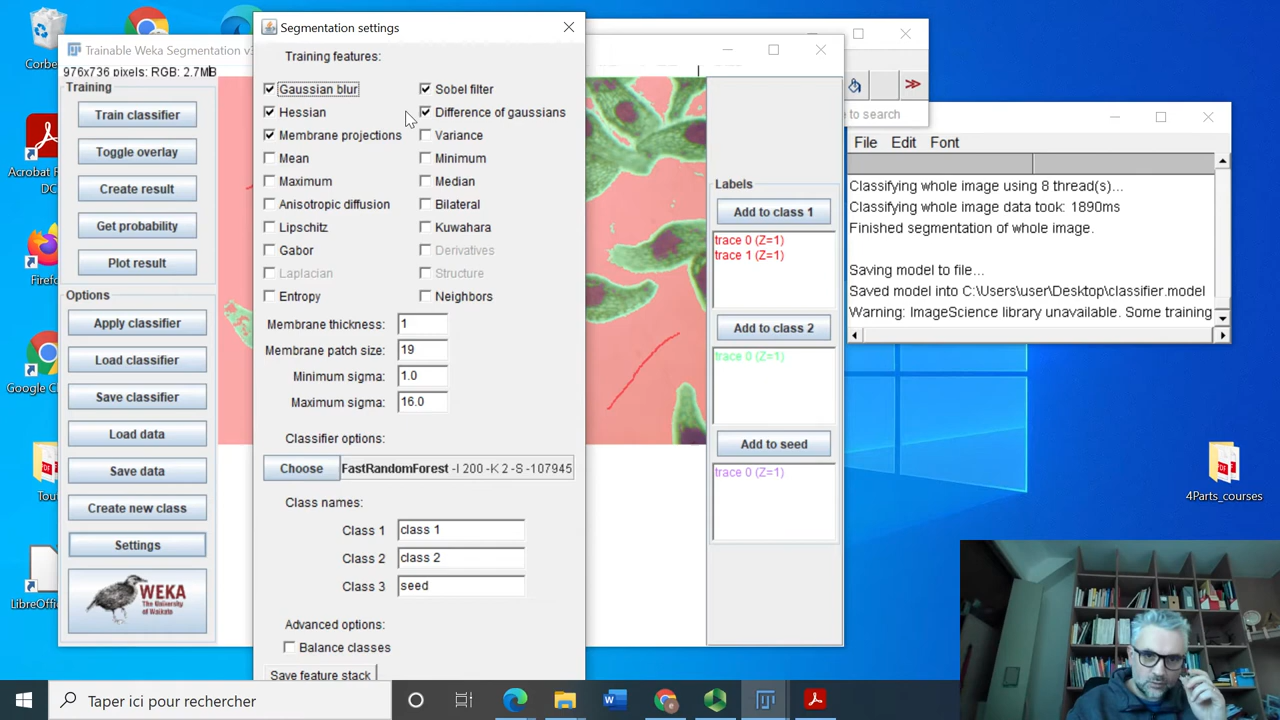 Corbe
Acrobat R
DC
Firefo
Google C
Tou
LibreOffi
Trainable Weka Segmentation v3
976x736 pixels: RGB: 2.7MB
Training
Train classifier
Toggle overlay
Create result
Get probability
Plot result
Options
Apply classifier
Load classifier
Save classifier
Load data
Save data
Create new class
Settings
WEKA
The University
of Waikato
Segmentation settings
Training features:
Gaussian blur
Sobel filter
Hessian
Difference of gaussians
Membrane projections
Variance
Mean
Minimum
Maximum
Median
Anisotropic diffusion
Bilateral
Lipschitz
Kuwahara
Gabor
Derivatives
Laplacian
Structure
Entropy
Neighbors
Membrane thickness: 1
Membrane patch size: 19
Minimum sigma: 1.0
Maximum sigma: 16.0
Classifier options:
Choose FastRandomForest -I 200 -K 2 -S -107945
Class names:
Class 1 class 1
Class 2 class 2
Class 3 seed
Advanced options:
Balance classes
Save feature stack
Labels
Add to class 1
trace 0 (Z=1)
trace 1 (Z=1)
Add to class 2
trace 0 (Z=1)
Add to seed
trace 0 (Z=1)
>>
e to search
File Edit Font
Classifying whole image using 8 thread(s)...
Classifying whole image data took: 1890ms
Finished segmentation of whole image.
Saving model to file...
Saved model into C:\Users\user\Desktop\classifier.model
Warning: ImageScience library unavailable. Some training
PDF
4Parts_courses
Taper ici pour rechercher